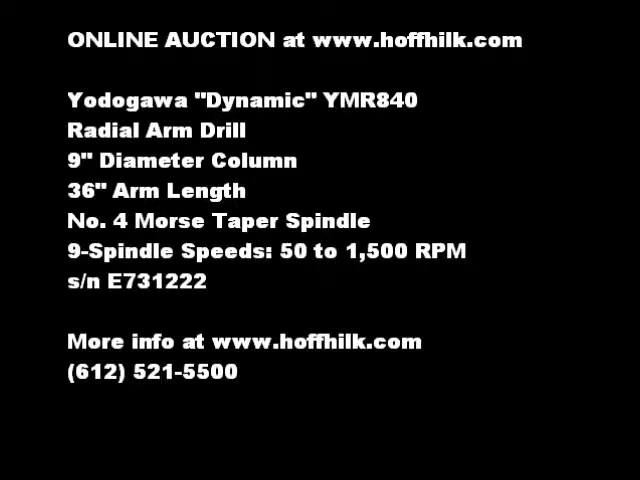 ONLINE AUCTION at www.hoffhilk.com
Yodogawa "Dynamic" YMR840
Radial Arm Drill
9" Diameter Column
36" Arm Length
No. 4 Morse Taper Spindle
9-Spindle Speeds: 50 to 1,500 RPM
s/n E731222
More info at www.hoffhilk.com
(612) 521-5500